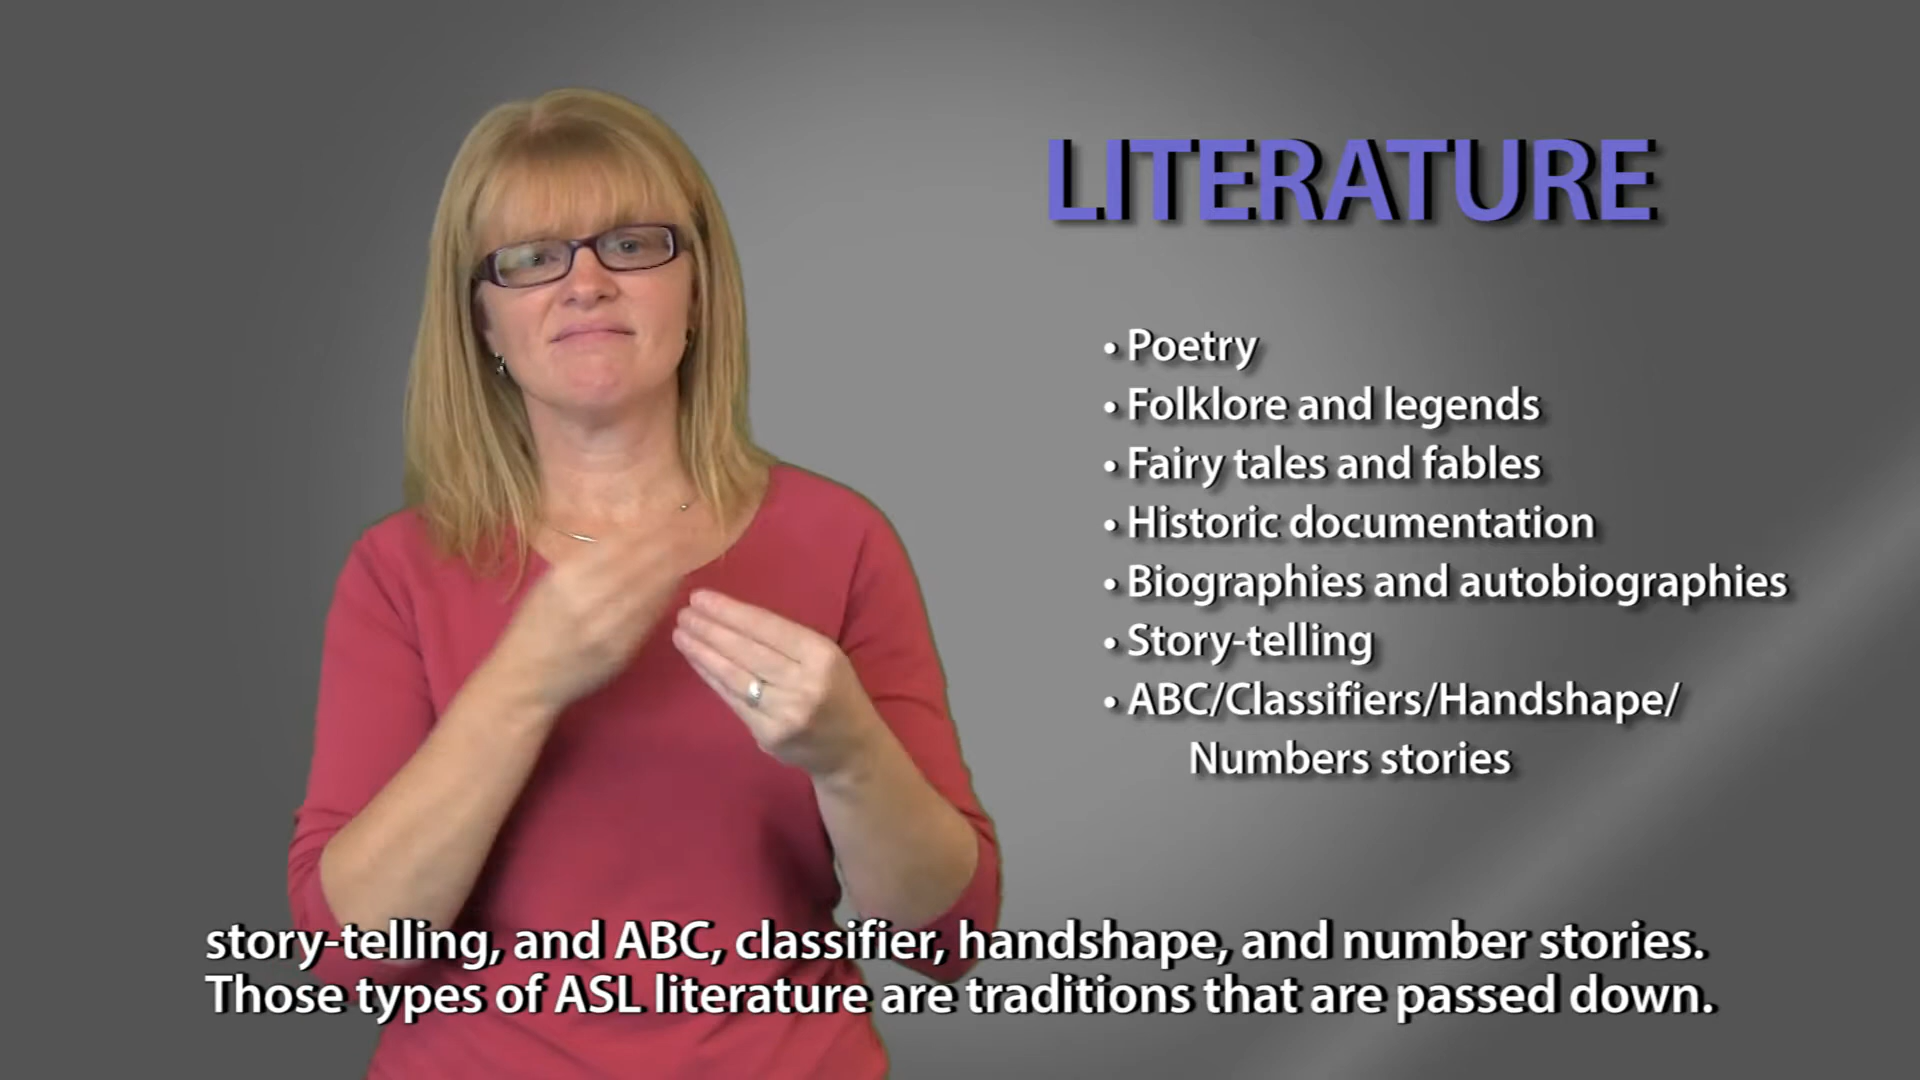 LITERATURE
• Poetry
• Folklore and legends
• Fairy tales and fables
• Historic documentation
• Biographies and autobiographies
• Story-telling
• ABC/Classifiers/Handshape/
Numbers stories
story-telling, and ABC, classifier, handshape, and number stories.
Those types of ASL literature are traditions that are passed down.